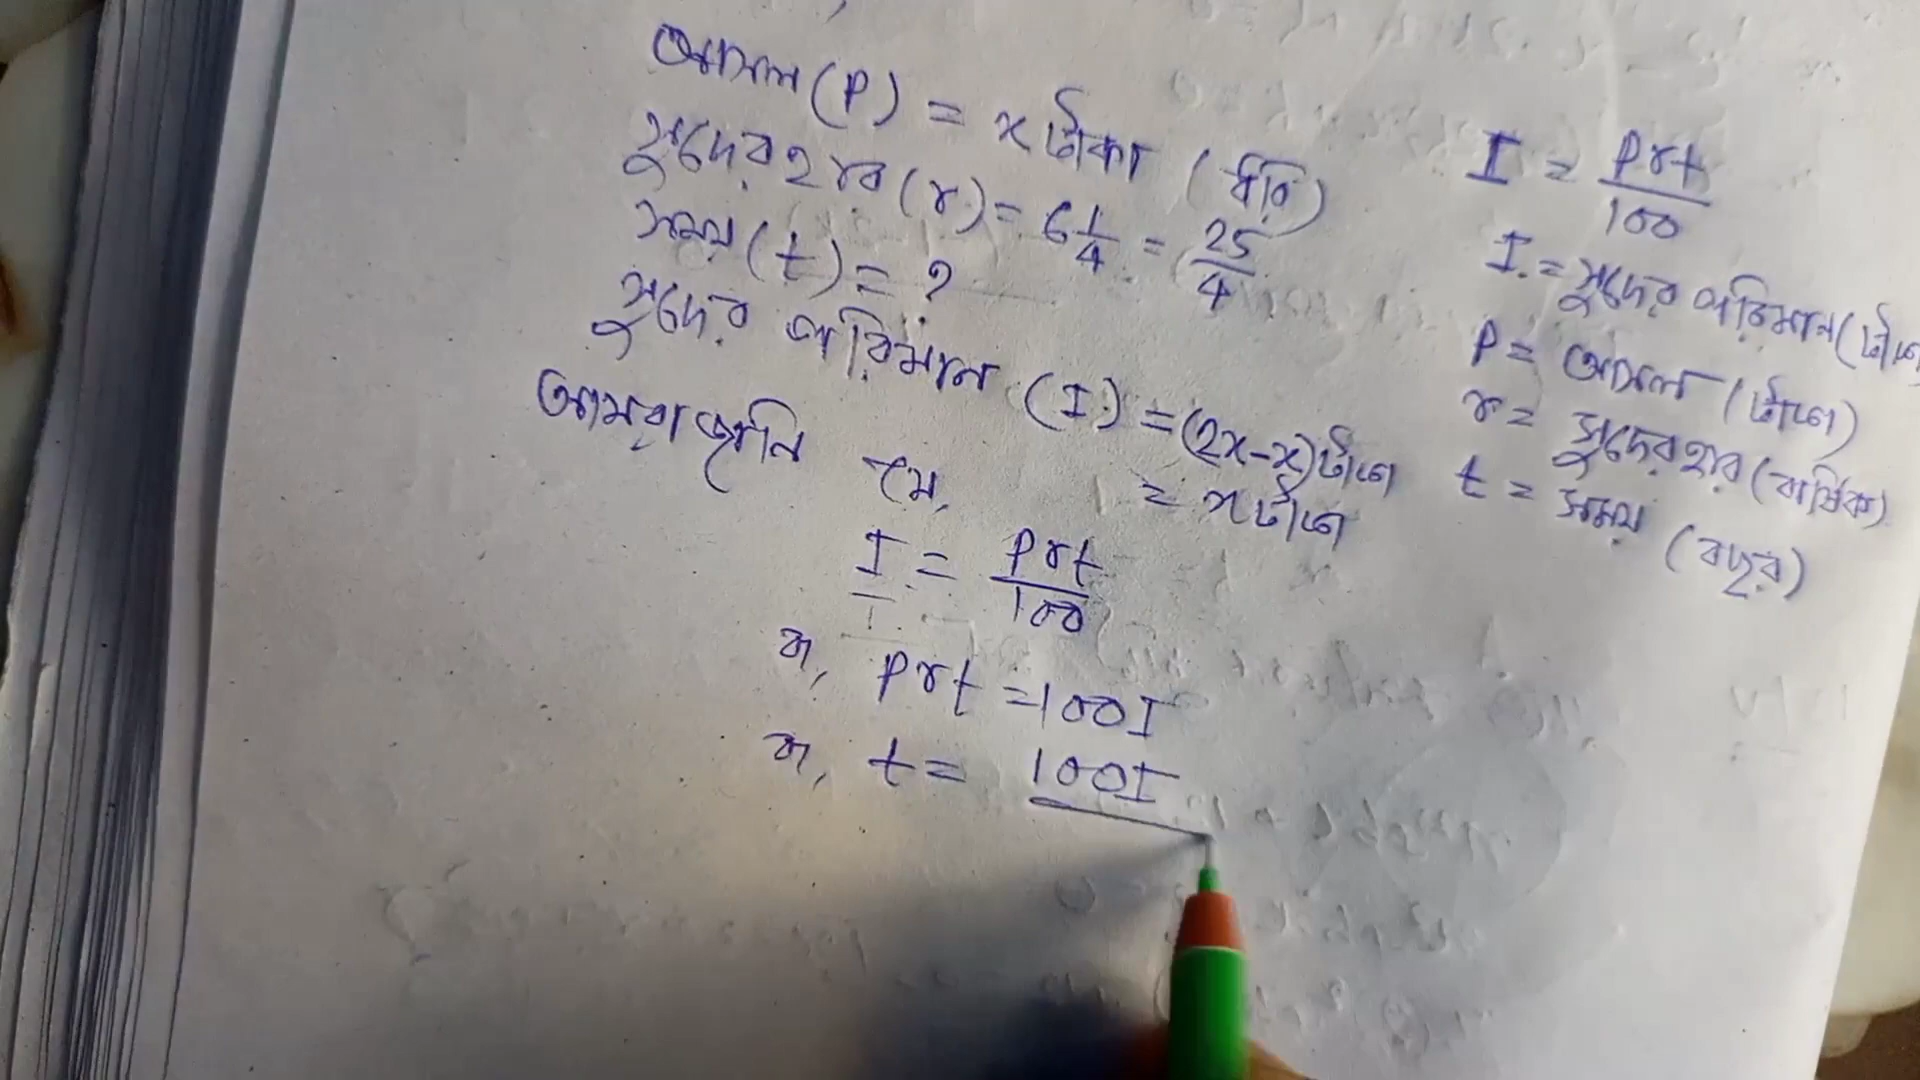 আসল (P) = x টাকা (ধরি)
সুদের হার (r) = 6 1/4 = 25/4
সময় (t) = ?
সুদের পরিমান (I) = (2x-x) টাকা
= x টাকা
আমরা জানি যে,
I = prt/100
বা, prt = 100I
বা, t = 100I
I = prt/100
I = সুদের পরিমান (টাকা
P = আসল (টাকা)
r = সুদের হার (বার্ষিক)
t = সময় (বছর)